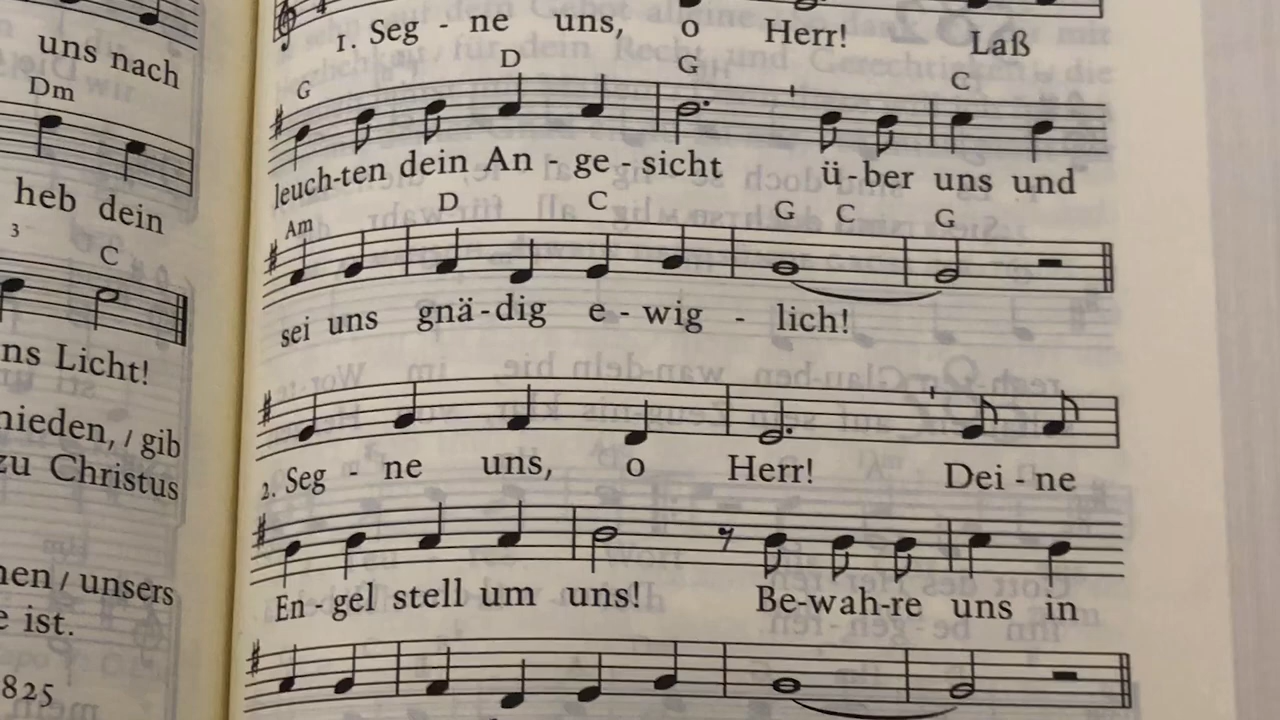 uns nach
Dm
heb dein
3 C
ns Licht!
nieden, / gib
zu Christus
nen / unsers
e ist.
825
1. Seg - ne uns, o Herr! Laß
G D G C
leuch-ten dein An - ge - sicht ü-ber uns und
Am D C G C G
sei uns gnä-dig e - wig - lich!
2. Seg - ne uns, o Herr! Dei - ne
En - gel stell um uns! Be-wah-re uns in